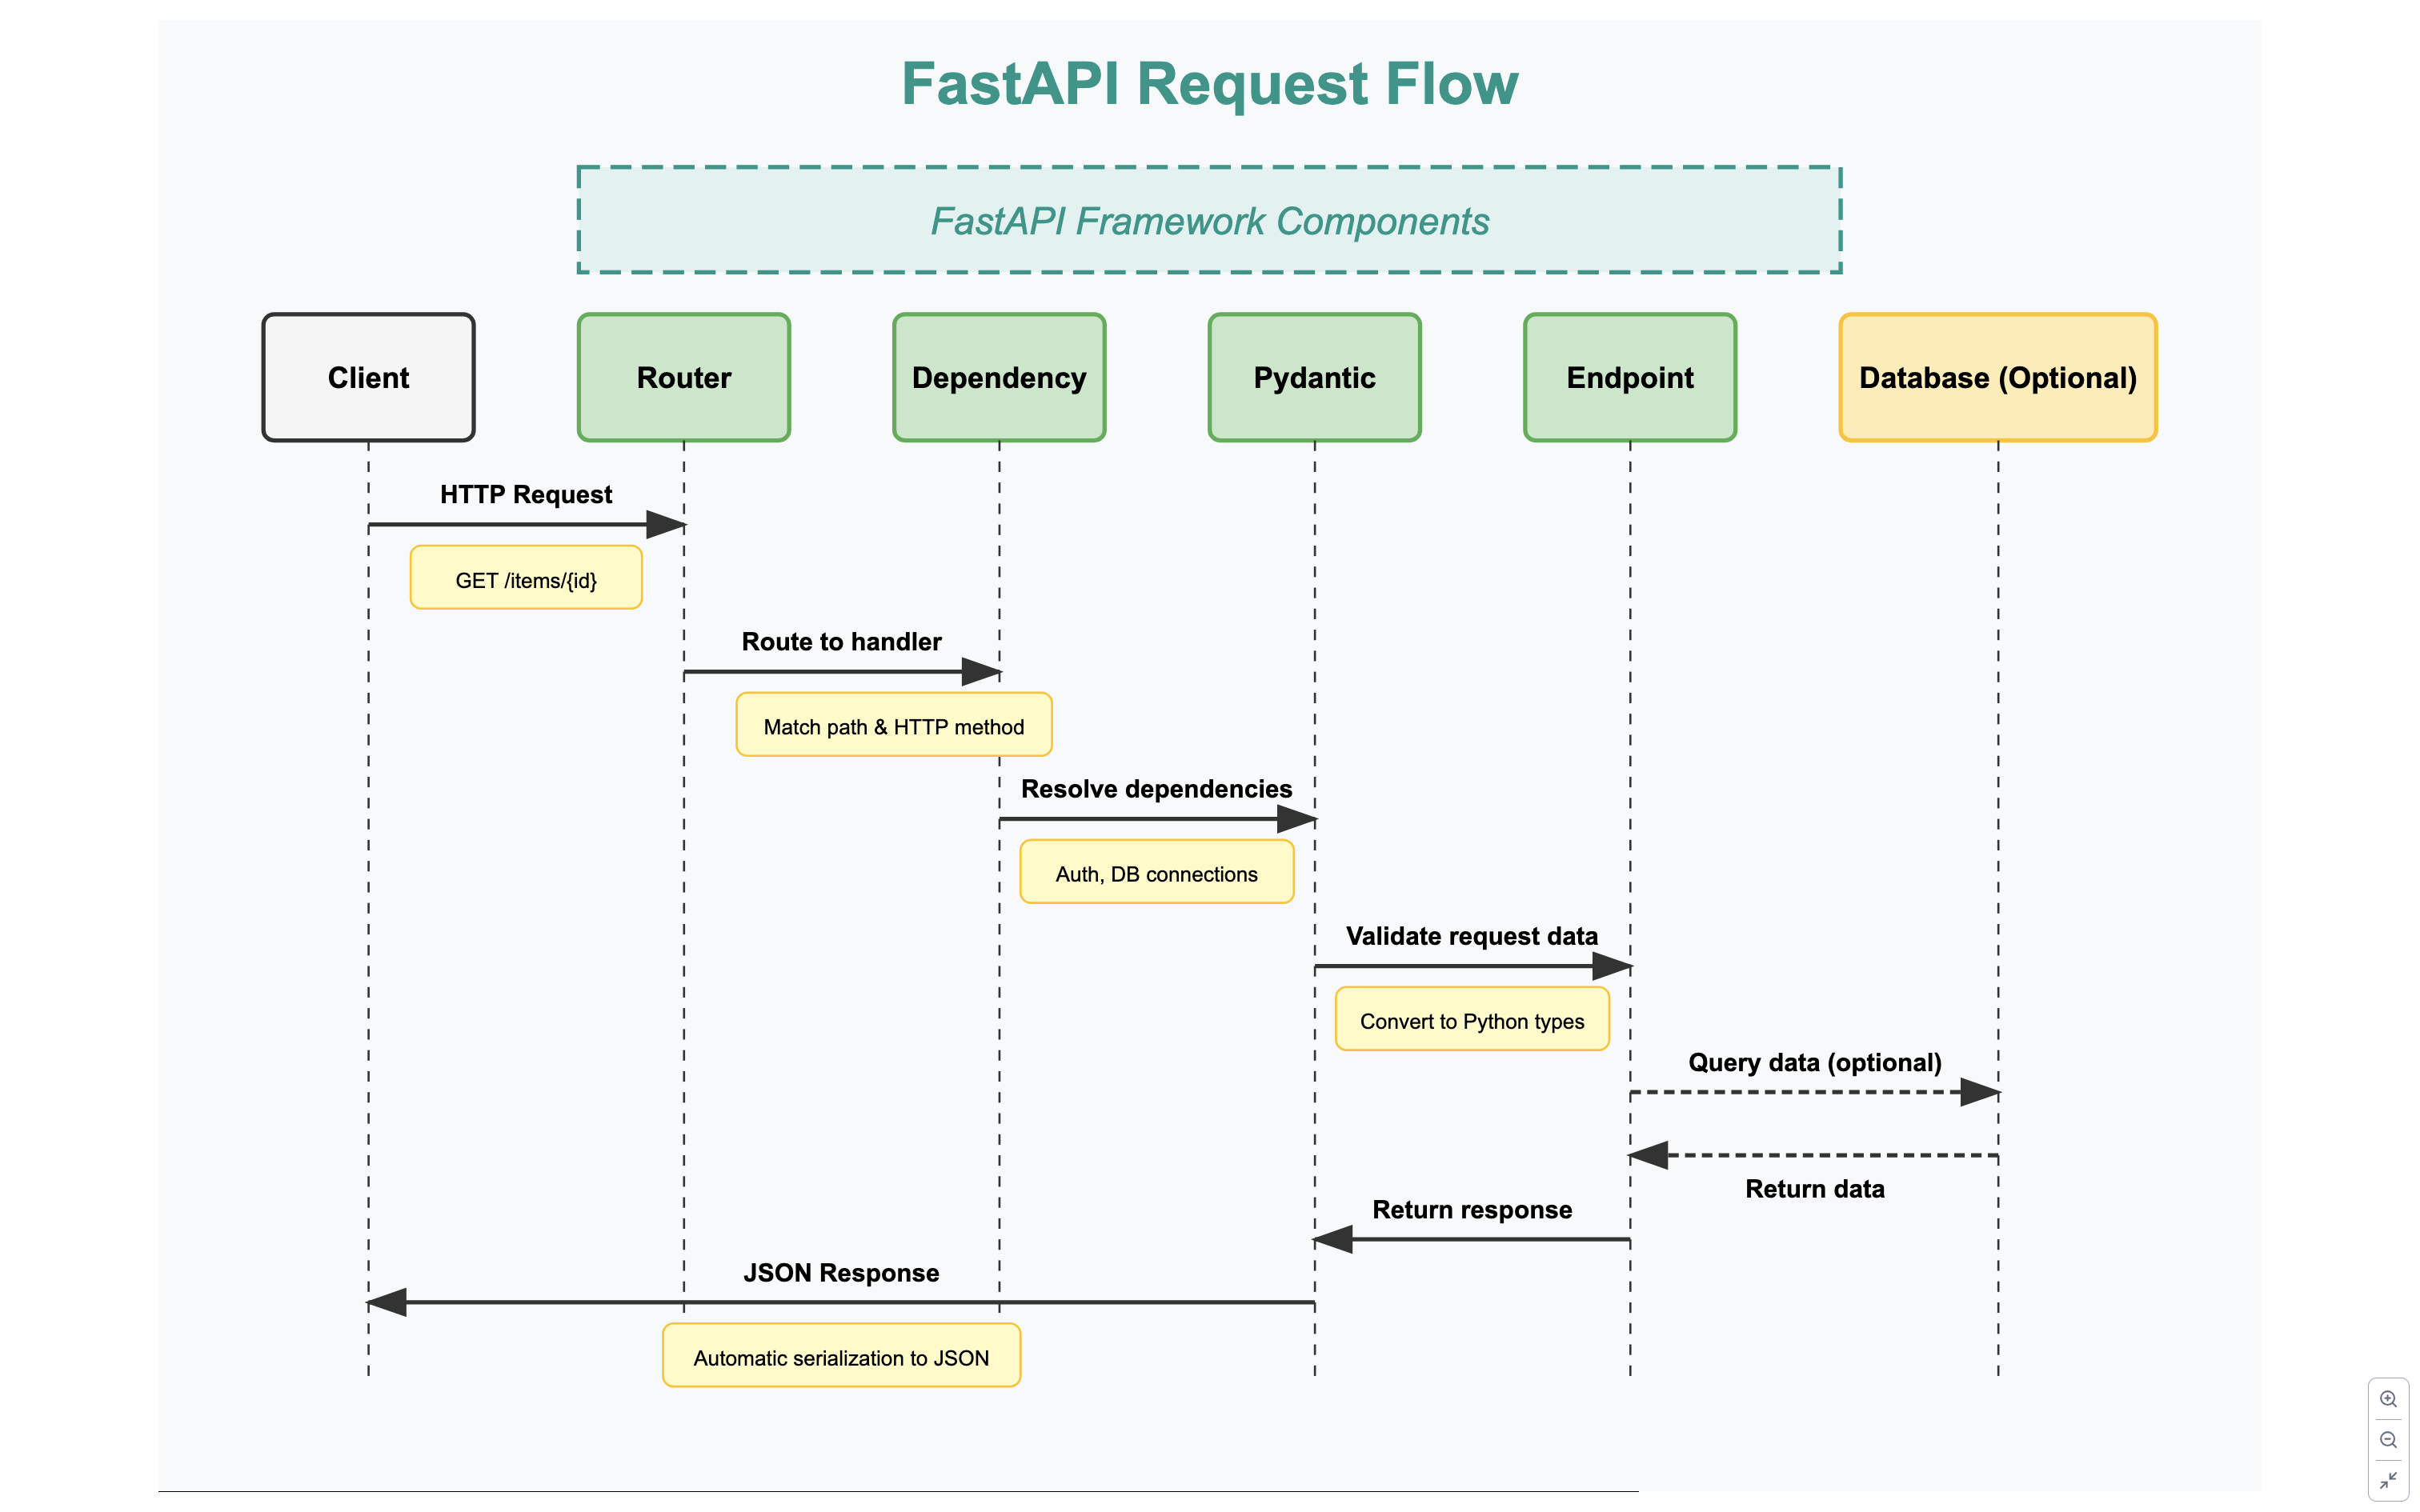 FastAPI Request Flow
FastAPI Framework Components
Client
Router
Dependency
Pydantic
Endpoint
Database (Optional)
HTTP Request
GET /items/{id}
Route to handler
Match path & HTTP method
Resolve dependencies
Auth, DB connections
Validate request data
Convert to Python types
Query data (optional)
Return data
Return response
JSON Response
Automatic serialization to JSON